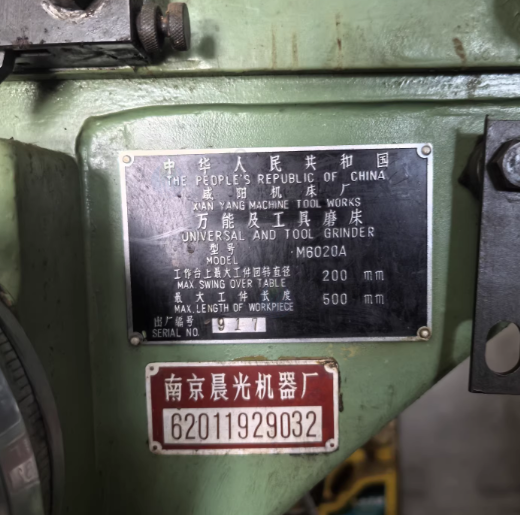 中华人民共和国
THE PEOPLE'S REPUBLIC OF CHINA
咸阳机床厂
XIAN YANG MACHINE TOOL WORKS
万能及工具磨床
UNIVERSAL AND TOOL GRINDER
型号
MODEL M6020A
工作台上最大工件回转直径
MAX SWING OVER TABLE 200 mm
最大工件长度
MAX. LENGTH OF WORKPIECE 500 mm
出厂编号
SERIAL NO. 917
南京晨光机器厂
62011929032